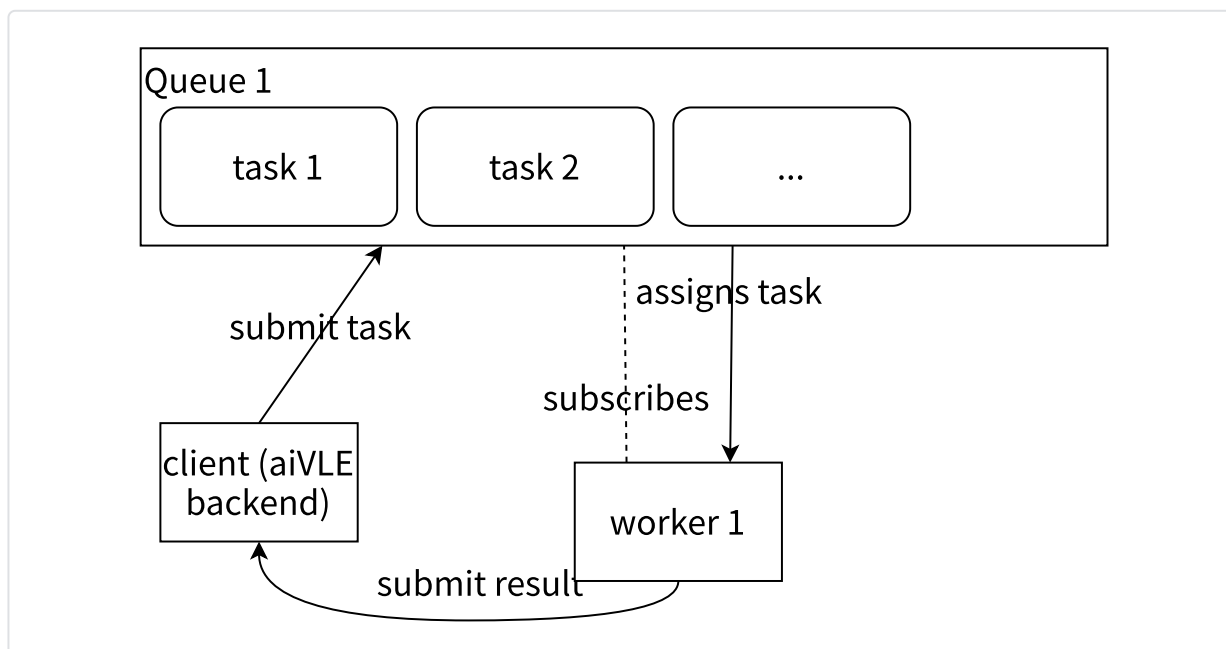 Queue 1
task 1
task 2
...
assigns task
submit task
subscribes
client (aiVLE
backend)
worker 1
submit result